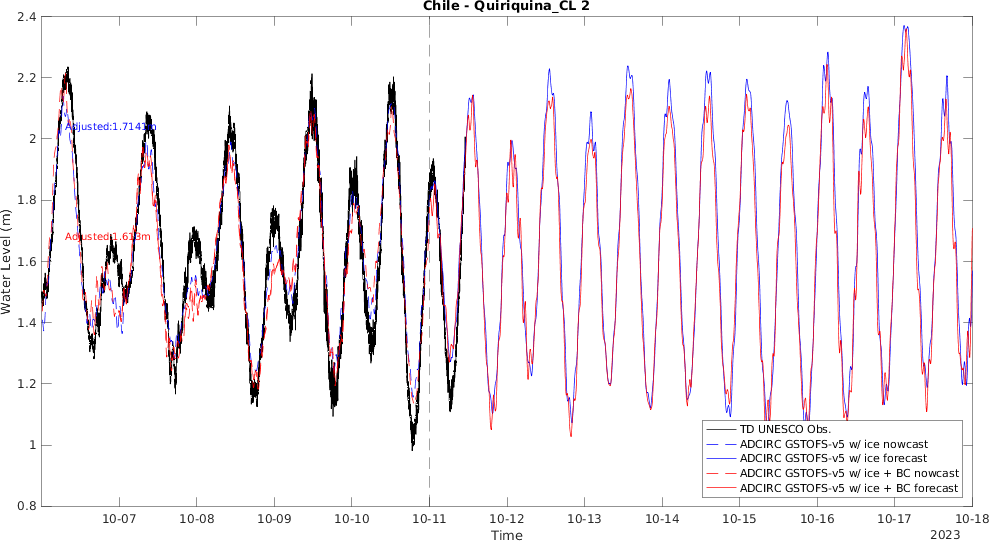 Chile - Quiriquina_CL 2
2.4
2.2
2
1.8
1.6
1.4
1.2
1
0.8
Water Level (m)
Adjusted:1.7141m
Adjusted:1.613m
TD UNESCO Obs.
ADCIRC GSTOFS-v5 w/ ice nowcast
ADCIRC GSTOFS-v5 w/ ice forecast
ADCIRC GSTOFS-v5 w/ ice + BC nowcast
ADCIRC GSTOFS-v5 w/ ice + BC forecast
10-07 10-08 10-09 10-10 10-11 10-12 10-13 10-14 10-15 10-16 10-17 10-18
Time
2023